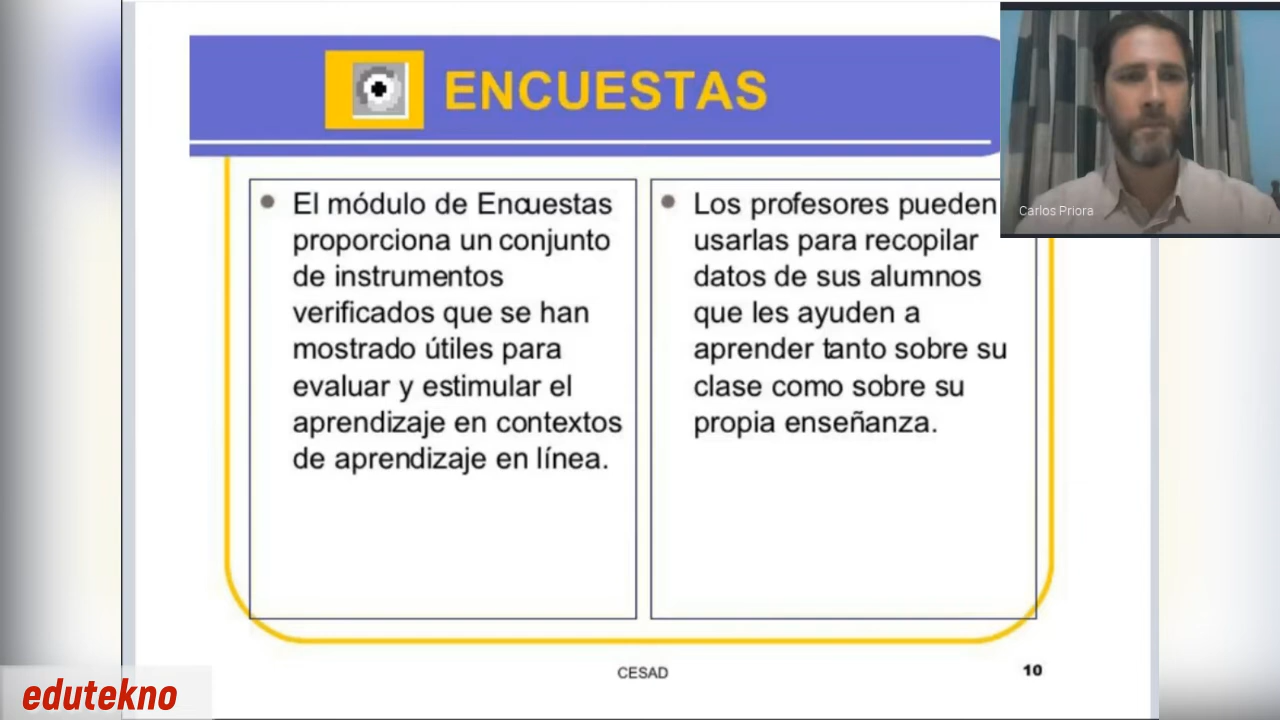 ENCUESTAS
El módulo de Encuestas
proporciona un conjunto
de instrumentos
verificados que se han
mostrado útiles para
evaluar y estimular el
aprendizaje en contextos
de aprendizaje en línea.
Los profesores pueden
usarlas para recopilar
datos de sus alumnos
que les ayuden a
aprender tanto sobre su
clase como sobre su
propia enseñanza.
Carlos Priora
CESAD
10
edutekno